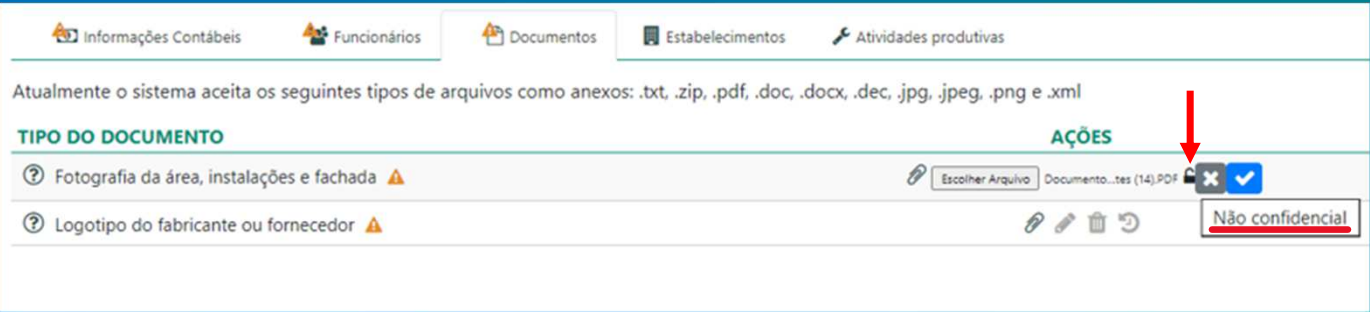 Informações Contábeis Funcionários Documentos Estabelecimentos Atividades produtivas
Atualmente o sistema aceita os seguintes tipos de arquivos como anexos: .txt, .zip, .pdf, .doc, .docx, .dec, .jpg, .jpeg, .png e .xml
TIPO DO DOCUMENTO AÇÕES
Fotografia da área, instalações e fachada Escolher Arquivo Documento...tes (14).PDF
Logotipo do fabricante ou fornecedor Não confidencial